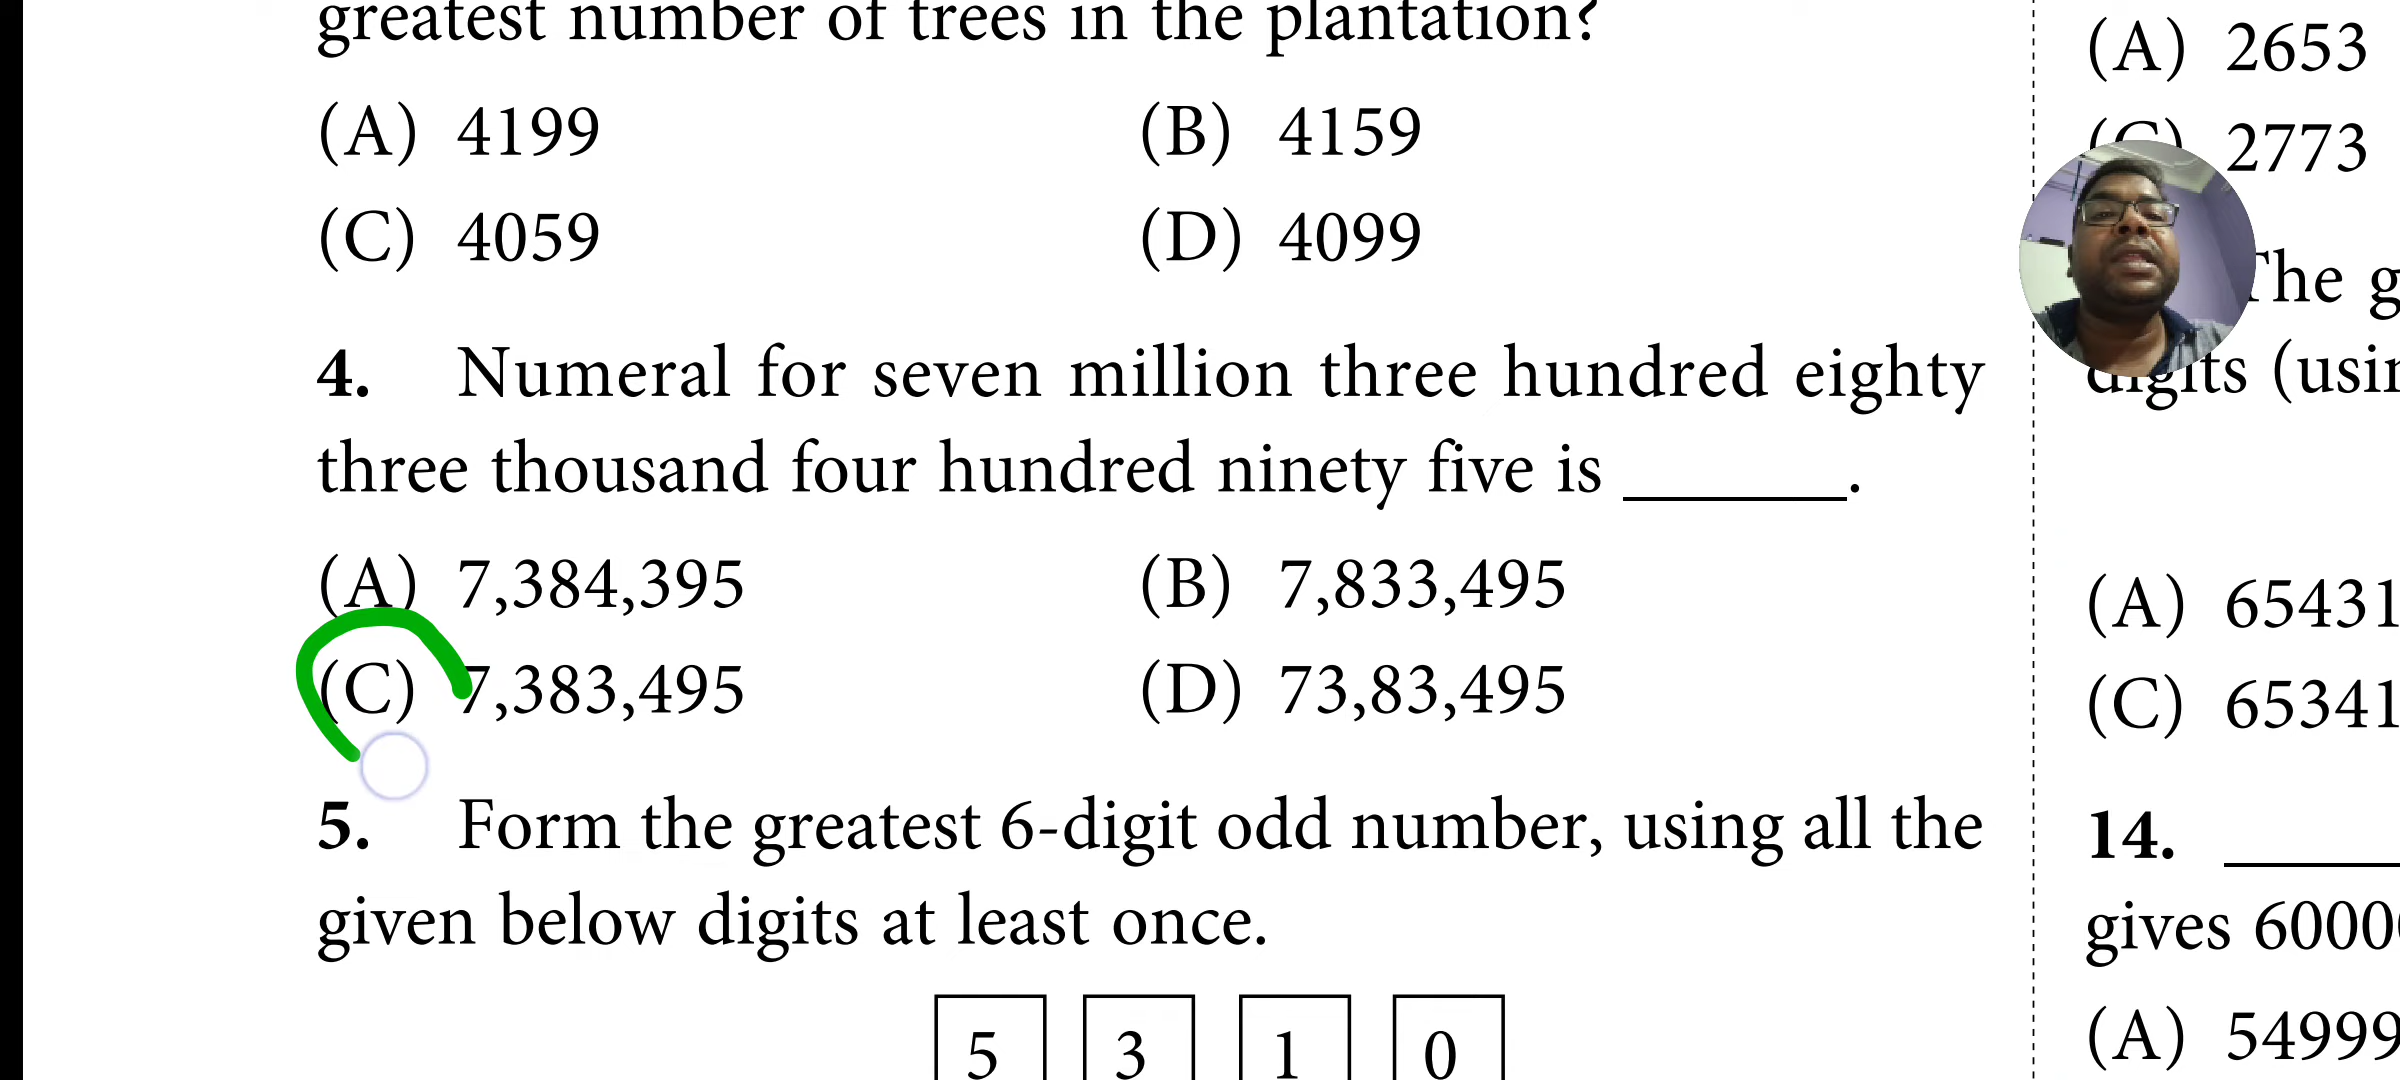 greatest number of trees in the plantation?
(A) 4199 (B) 4159
(C) 4059 (D) 4099
4. Numeral for seven million three hundred eighty
three thousand four hundred ninety five is ______.
(A) 7,384,395 (B) 7,833,495
(C) 7,383,495 (D) 73,83,495
5. Form the greatest 6-digit odd number, using all the
given below digits at least once.
5 3 1 0
(A) 2653
(C) 2773
The g
digits (usin
(A) 65431
(C) 65341
14. ______
gives 6000
(A) 54999